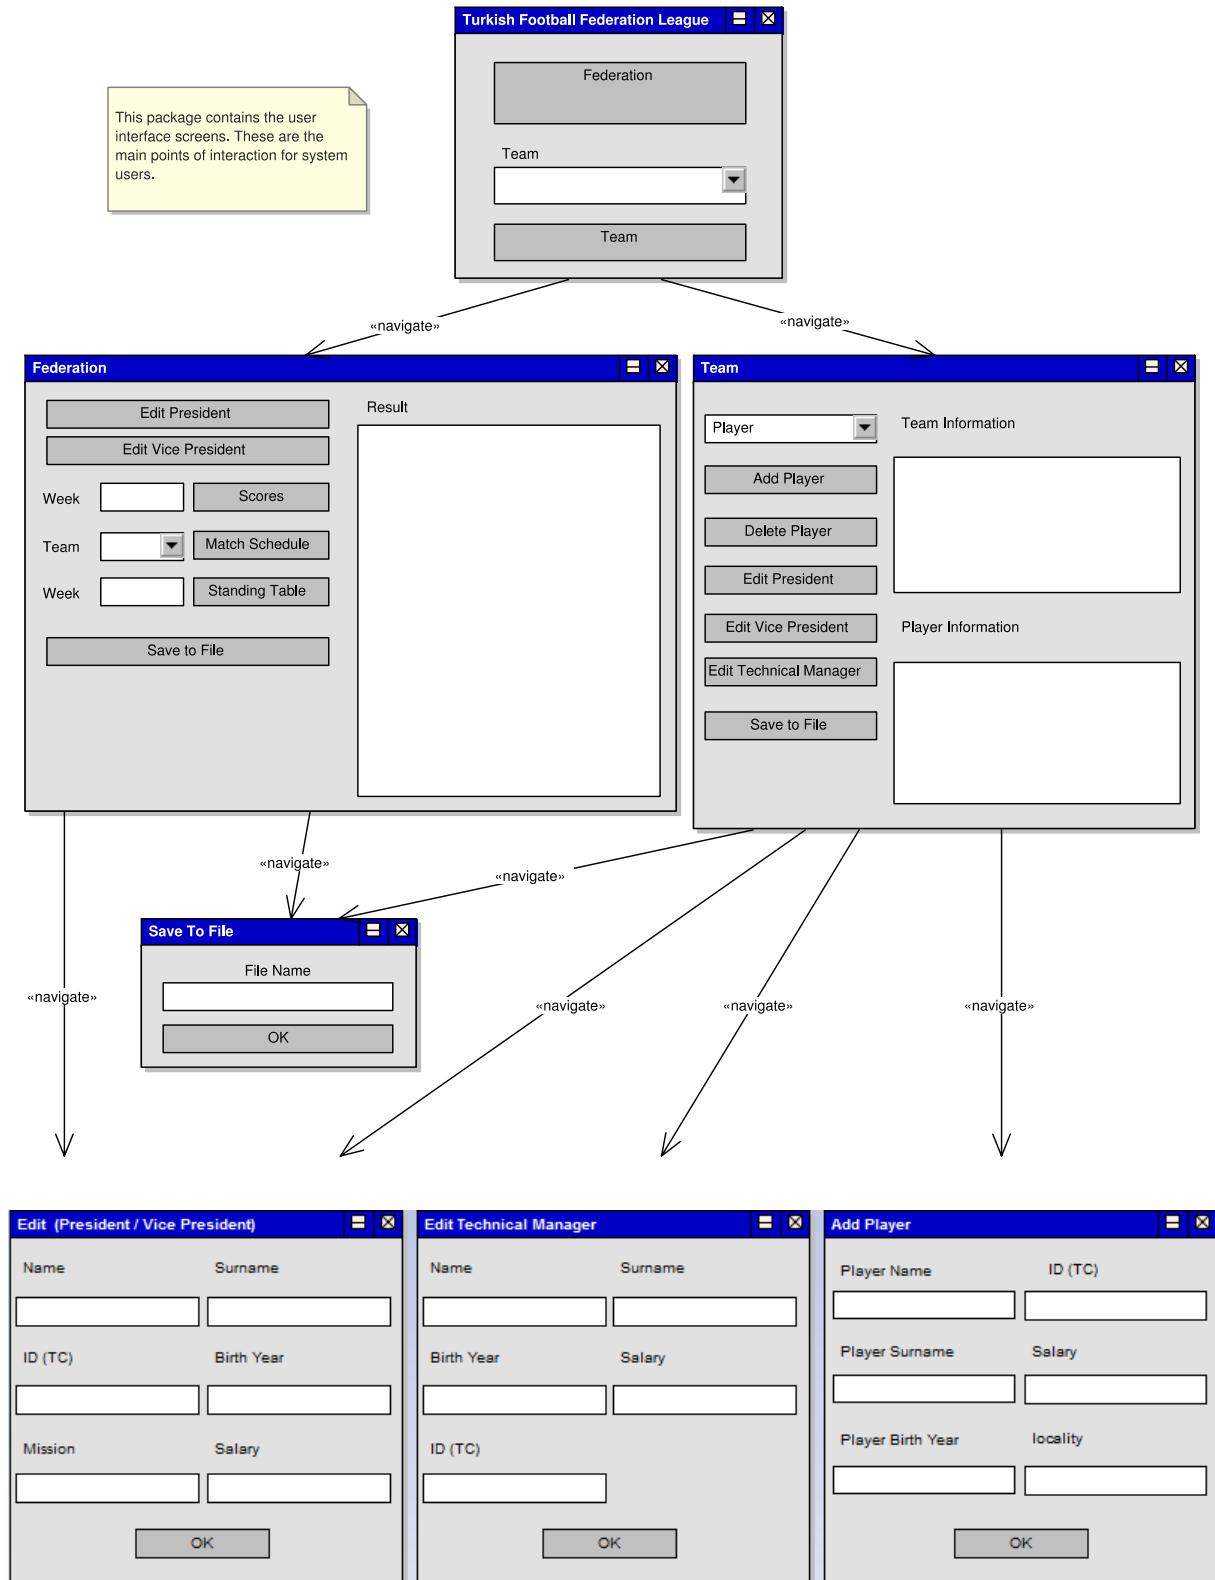 Turkish Football Federation League
Federation
Team
Team
This package contains the user
interface screens. These are the
main points of interaction for system
users.
«navigate»
«navigate»
Federation
Edit President
Edit Vice President
Week
Scores
Team
Match Schedule
Week
Standing Table
Save to File
Result
Team
Player
Add Player
Delete Player
Edit President
Edit Vice President
Edit Technical Manager
Save to File
Team Information
Player Information
«navigate»
«navigate»
Save To File
File Name
OK
«navigate»
«navigate»
«navigate»
«navigate»
Edit (President / Vice President)
Name
Surname
ID (TC)
Birth Year
Mission
Salary
OK
Edit Technical Manager
Name
Surname
Birth Year
Salary
ID (TC)
OK
Add Player
Player Name
ID (TC)
Player Surname
Salary
Player Birth Year
locality
OK